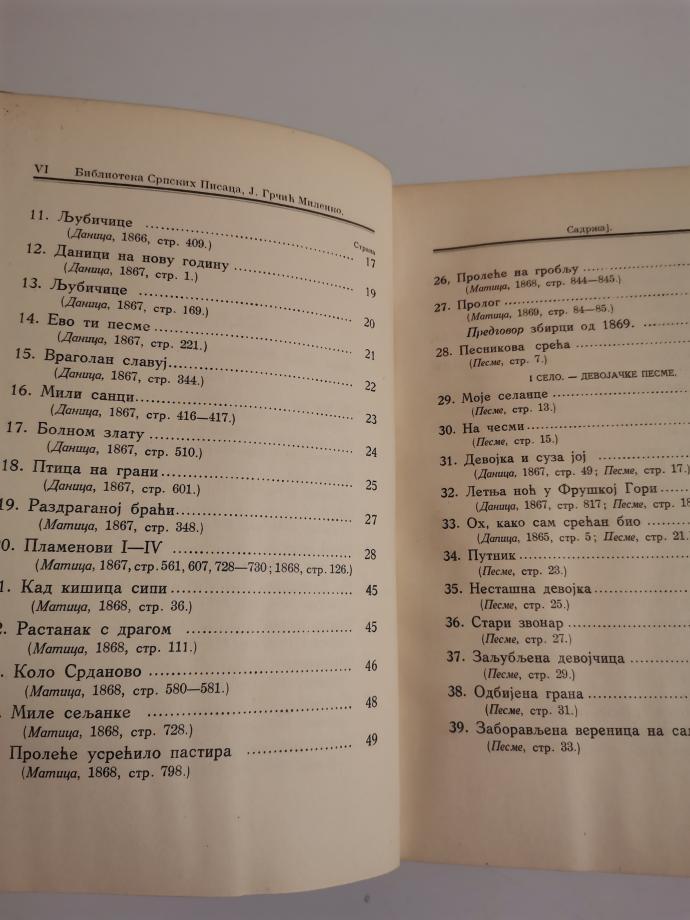 VI Библиотека Српских Писаца, Ј. Грчић Миленко.
Страна
11. Љубичице ........................ 17
(Даница, 1866, стр. 409.)
12. Даници на нову годину ........................ 19
(Даница, 1867, стр. 1.)
13. Љубичице ........................ 20
(Даница, 1867, стр. 169.)
14. Ево ти песме ........................ 21
(Даница, 1867, стр. 221.)
15. Враголан славуј ........................ 22
(Даница, 1867, стр. 344.)
16. Мили санци ........................ 23
(Даница, 1867, стр. 416—417.)
17. Болном злату ........................ 24
(Даница, 1867, стр. 510.)
18. Птица на грани ........................ 25
(Даница, 1867, стр. 601.)
19. Раздраганој браћи ........................ 27
(Матица, 1867, стр. 348.)
0. Пламенови I—IV ........................ 28
(Матица, 1867, стр. 561, 607, 728—730; 1868, стр. 126.)
1. Кад кишица сипи ........................ 45
(Матица, 1868, стр. 36.)
2. Растанак с драгом ........................ 45
(Матица, 1868, стр. 111.)
Коло Срданово ........................ 46
(Матица, 1868, стр. 580—581.)
Миле сељанке ........................ 48
(Матица, 1868, стр. 728.)
Пролеће усрећило пастира ........................ 49
(Матица, 1868, стр. 798.)
Садржај.
26, Пролеће на гробљу ........................
(Матица, 1868, стр. 844—845.)
27. Пролог ........................
(Матица, 1869, стр. 84—85.)
Предговор збирци од 1869. ........................
28. Песникова срећа ........................
(Песме, стр. 7.)
I СЕЛО. — ДЕВОЈАЧКЕ ПЕСМЕ.
29. Моје селанце ........................
(Песме, стр. 13.)
30. На чесми ........................
(Песме, стр. 15.)
31. Девојка и суза јој ........................
(Даница, 1867, стр. 49; Песме, стр. 17.)
32. Летња ноћ у Фрушкој Гори ........................
(Даница, 1867, стр. 817; Песме, стр. 18
33. Ох, како сам срећан био ........................
(Даница, 1865, стр. 5; Песме, стр. 21.
34. Путник ........................
(Песме, стр. 23.)
35. Несташна девојка ........................
(Песме, стр. 25.)
36. Стари звонар ........................
(Песме, стр. 27.)
37. Заљубљена девојчица ........................
(Песме, стр. 29.)
38. Одбијена грана ........................
(Песме, стр. 31.)
39. Заборављена вереница на
(Песме, стр. 33.)